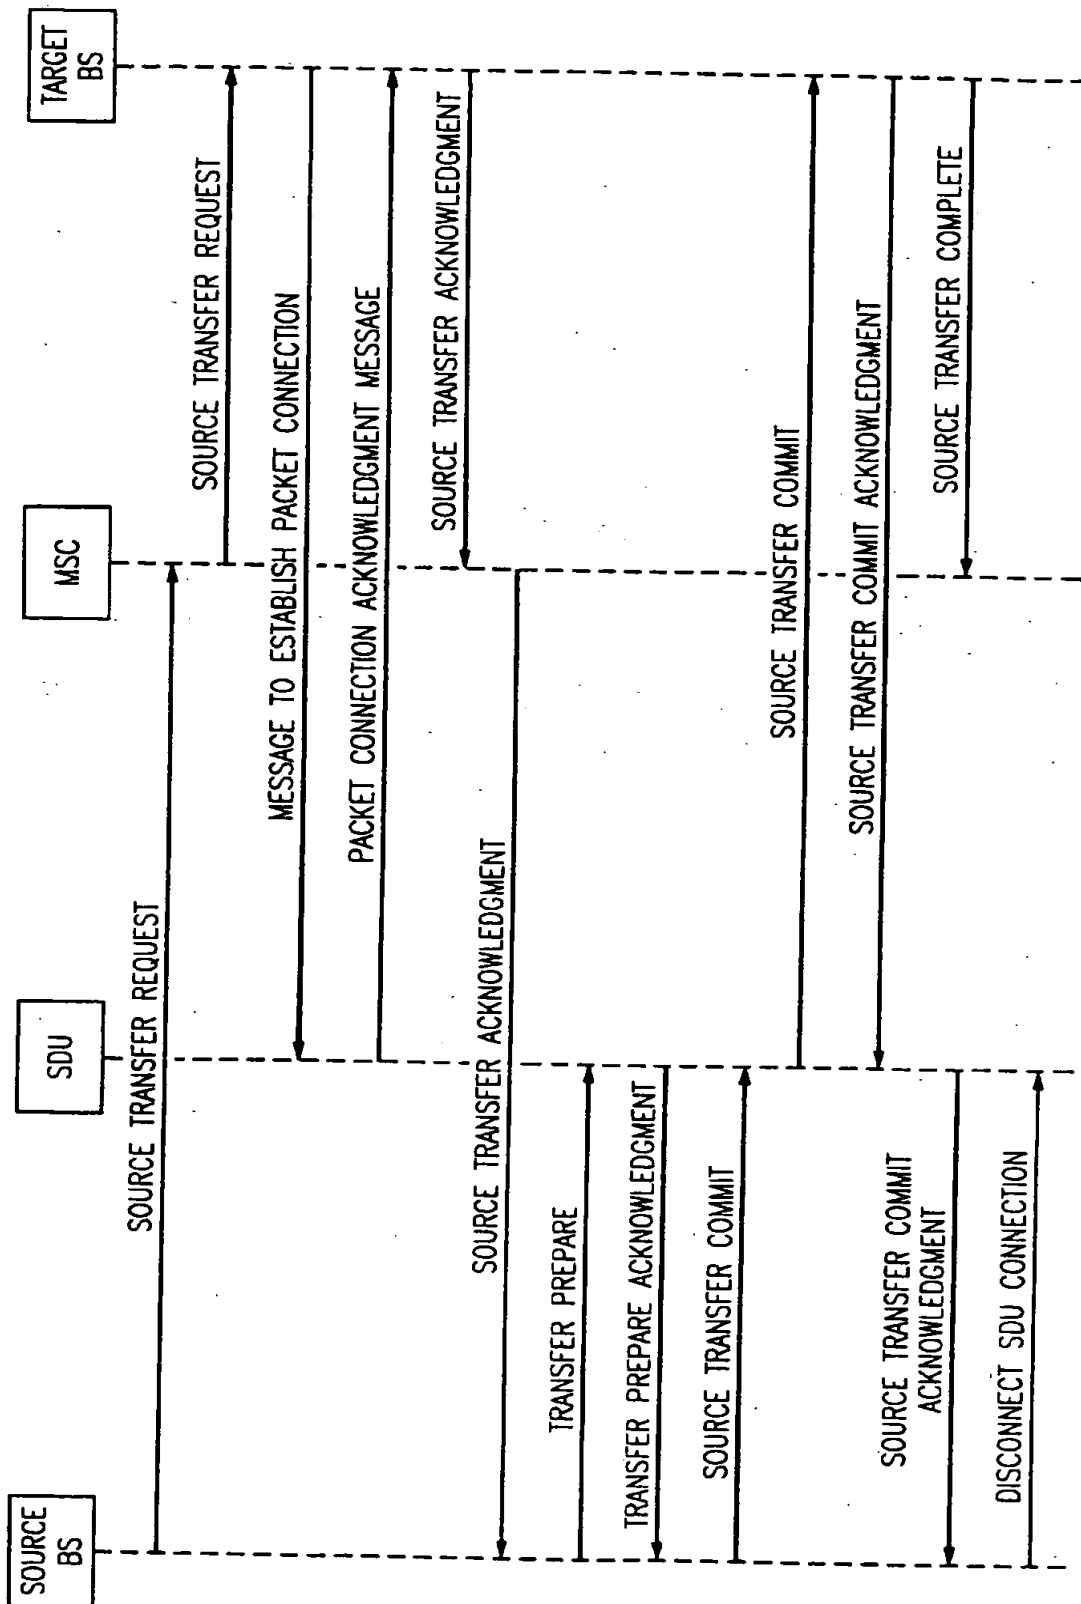 SOURCE
BS
SDU
MSC
TARGET
BS
SOURCE TRANSFER REQUEST
SOURCE TRANSFER REQUEST
MESSAGE TO ESTABLISH PACKET CONNECTION
PACKET CONNECTION ACKNOWLEDGMENT MESSAGE
SOURCE TRANSFER ACKNOWLEDGMENT
SOURCE TRANSFER ACKNOWLEDGMENT
TRANSFER PREPARE
TRANSFER PREPARE ACKNOWLEDGMENT
SOURCE TRANSFER COMMIT
SOURCE TRANSFER COMMIT
SOURCE TRANSFER COMMIT ACKNOWLEDGMENT
SOURCE TRANSFER COMMIT
ACKNOWLEDGMENT
SOURCE TRANSFER COMPLETE
DISCONNECT SDU CONNECTION